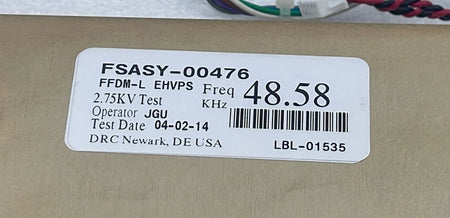 FSASY-00476
FFDM-L EHVPS Freq 48.58
2.75KV Test KHz
Operator JGU
Test Date 04-02-14
DRC Newark, DE USA LBL-01535